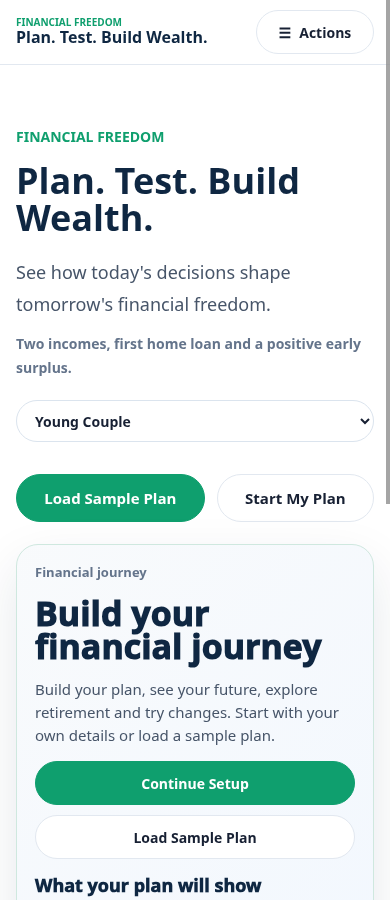 FINANCIAL FREEDOM
Plan. Test. Build Wealth.
☰ Actions
FINANCIAL FREEDOM
Plan. Test. Build
Wealth.
See how today's decisions shape
tomorrow's financial freedom.
Two incomes, first home loan and a positive early
surplus.
Young Couple
Load Sample Plan
Start My Plan
Financial journey
Build your
financial journey
Build your plan, see your future, explore
retirement and try changes. Start with your
own details or load a sample plan.
Continue Setup
Load Sample Plan
What your plan will show